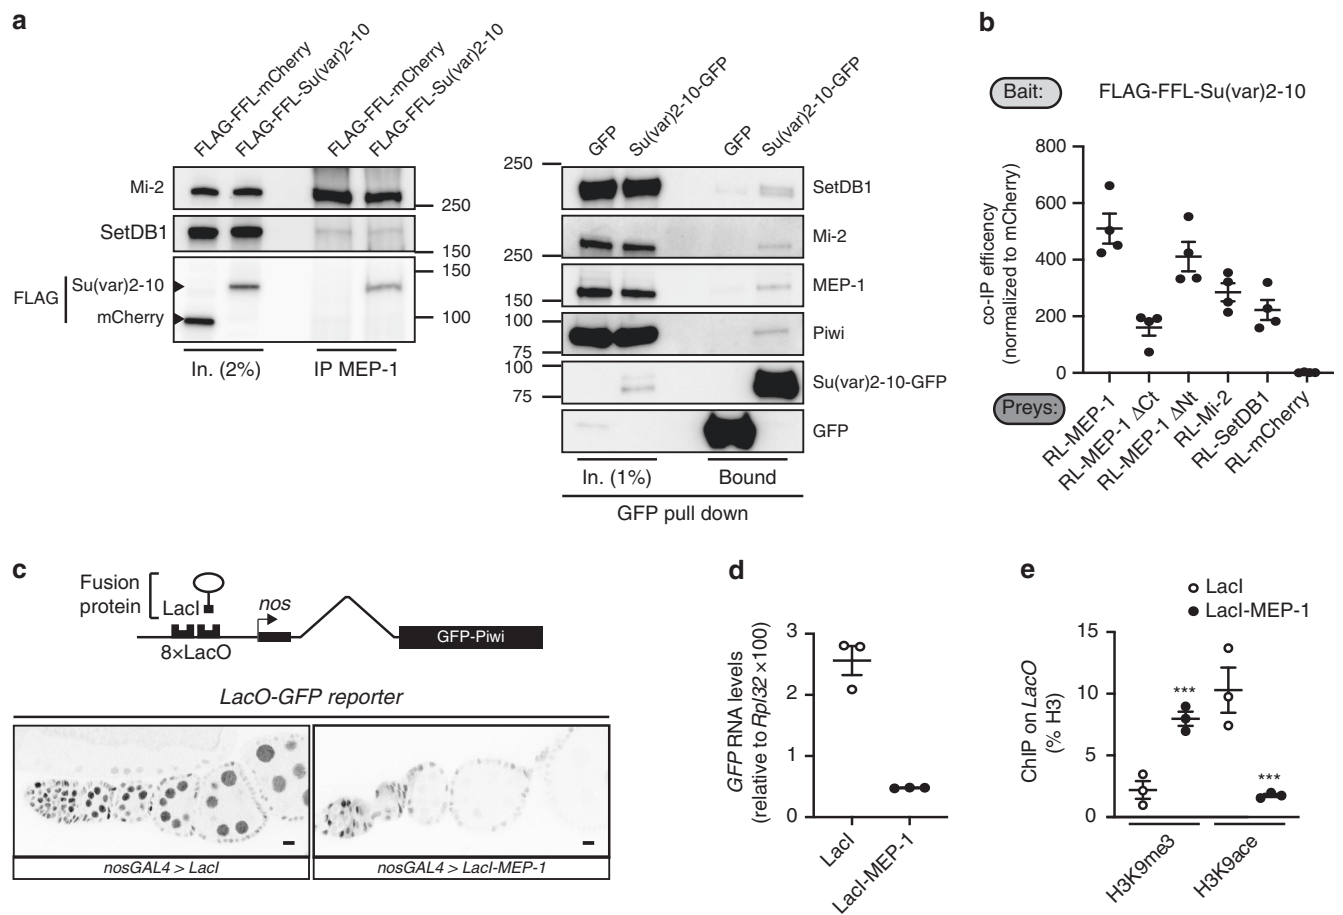 a
FLAG-FFL-mCherry
FLAG-FFL-Su(var)2-10
FLAG-FFL-mCherry
FLAG-FFL-Su(var)2-10
Mi-2
250
SetDB1
150
150
FLAG
Su(var)2-10
mCherry
100
In. (2%)
IP MEP-1
GFP
Su(var)2-10-GFP
GFP
Su(var)2-10-GFP
250
SetDB1
Mi-2
250
MEP-1
150
100
Piwi
75
100
Su(var)2-10-GFP
75
GFP
In. (1%)
Bound
GFP pull down
b
Bait:
FLAG-FFL-Su(var)2-10
co-IP efficency
(normalized to mCherry)
800
600
400
200
0
Preys:
RL-MEP-1
RL-MEP-1 ΔCt
RL-MEP-1 ΔNt
RL-Mi-2
RL-SetDB1
RL-mCherry
c
Fusion
protein
LacI
nos
GFP-Piwi
8×LacO
LacO-GFP reporter
nosGAL4 > LacI
nosGAL4 > LacI-MEP-1
d
GFP RNA levels
(relative to Rpl32 ×100)
3
2
1
0
LacI
LacI-MEP-1
e
LacI
LacI-MEP-1
ChIP on LacO
(% H3)
15
10
5
0
***
***
H3K9me3
H3K9ace